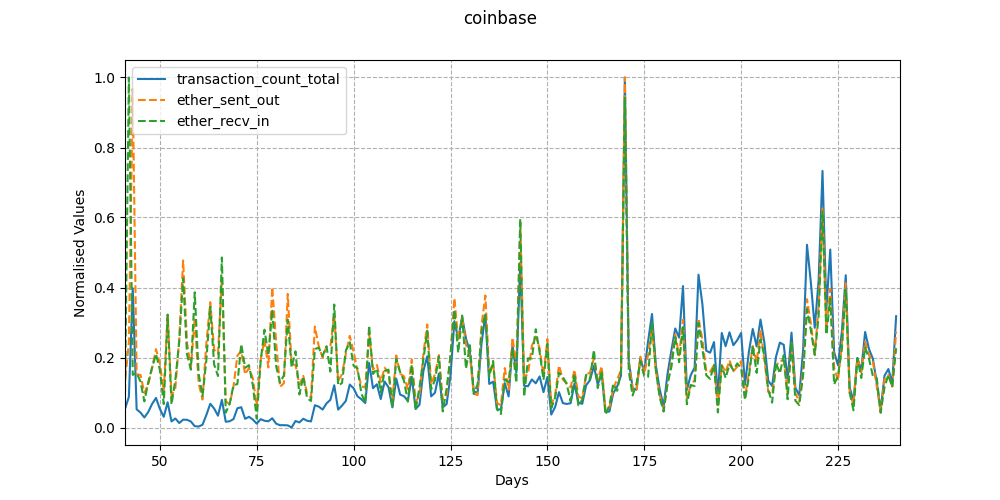 coinbase
transaction_count_total
ether_sent_out
ether_recv_in
Normalised Values
1.0
0.8
0.6
0.4
0.2
0.0
50 75 100 125 150 175 200 225
Days